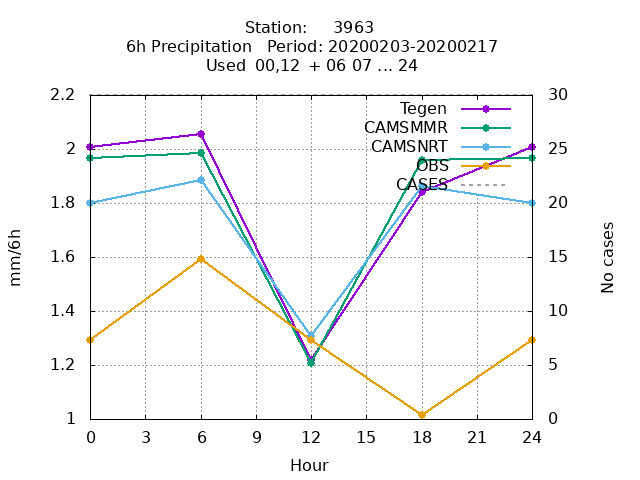 Station: 3963
6h Precipitation Period: 20200203-20200217
Used 00,12 + 06 07 ... 24
2.2
2
1.8
1.6
1.4
1.2
1
30
25
20
15
10
5
0
Tegen
CAMSMMR
CAMSNRT
OBS
CASES
mm/6h
No cases
0 3 6 9 12 15 18 21 24
Hour